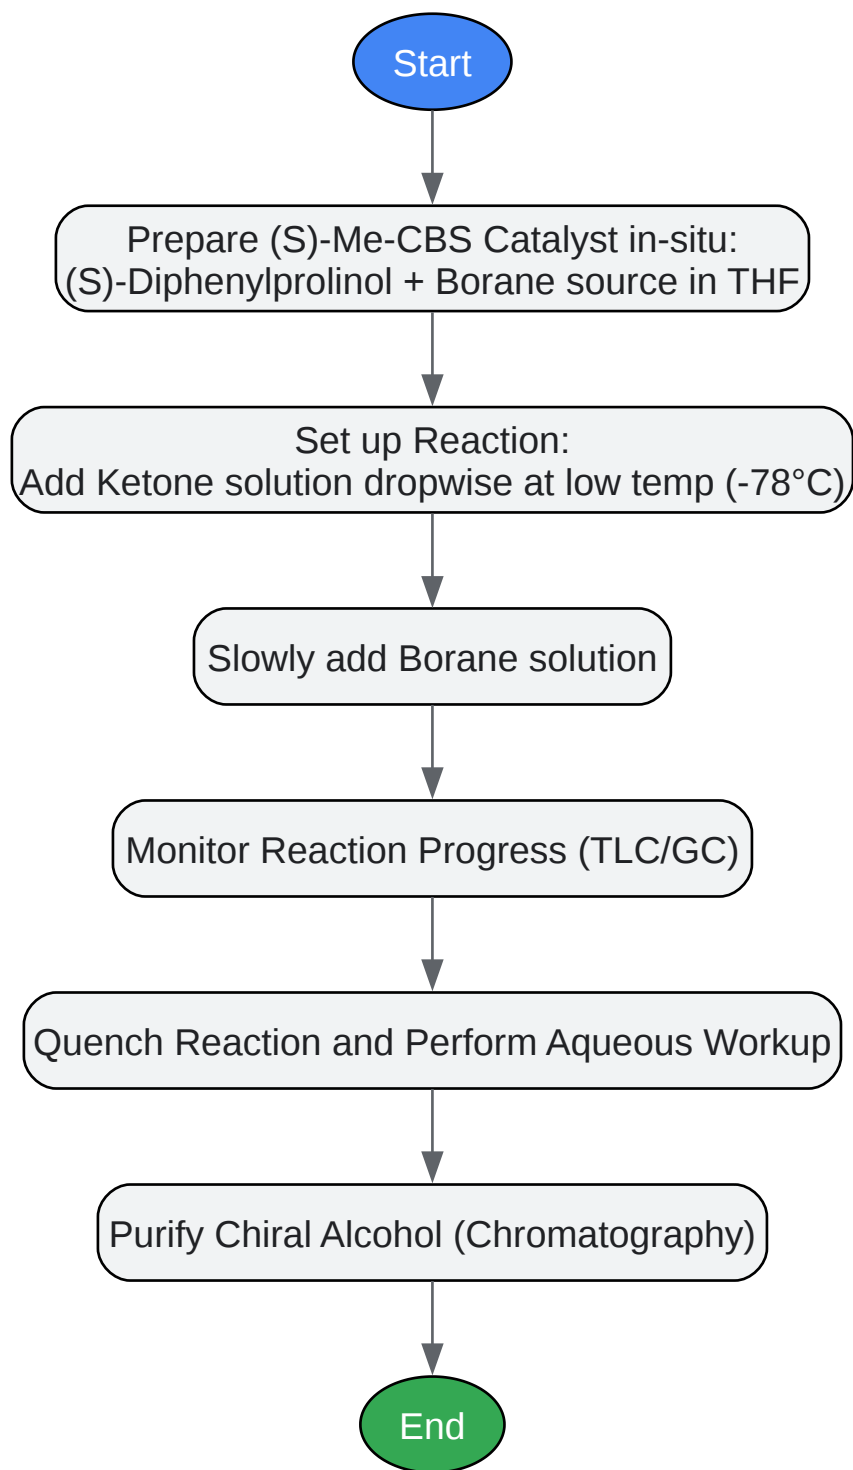 Start
Prepare (S)-Me-CBS Catalyst in-situ:
(S)-Diphenylprolinol + Borane source in THF
Set up Reaction:
Add Ketone solution dropwise at low temp (-78°C)
Slowly add Borane solution
Monitor Reaction Progress (TLC/GC)
Quench Reaction and Perform Aqueous Workup
Purify Chiral Alcohol (Chromatography)
End